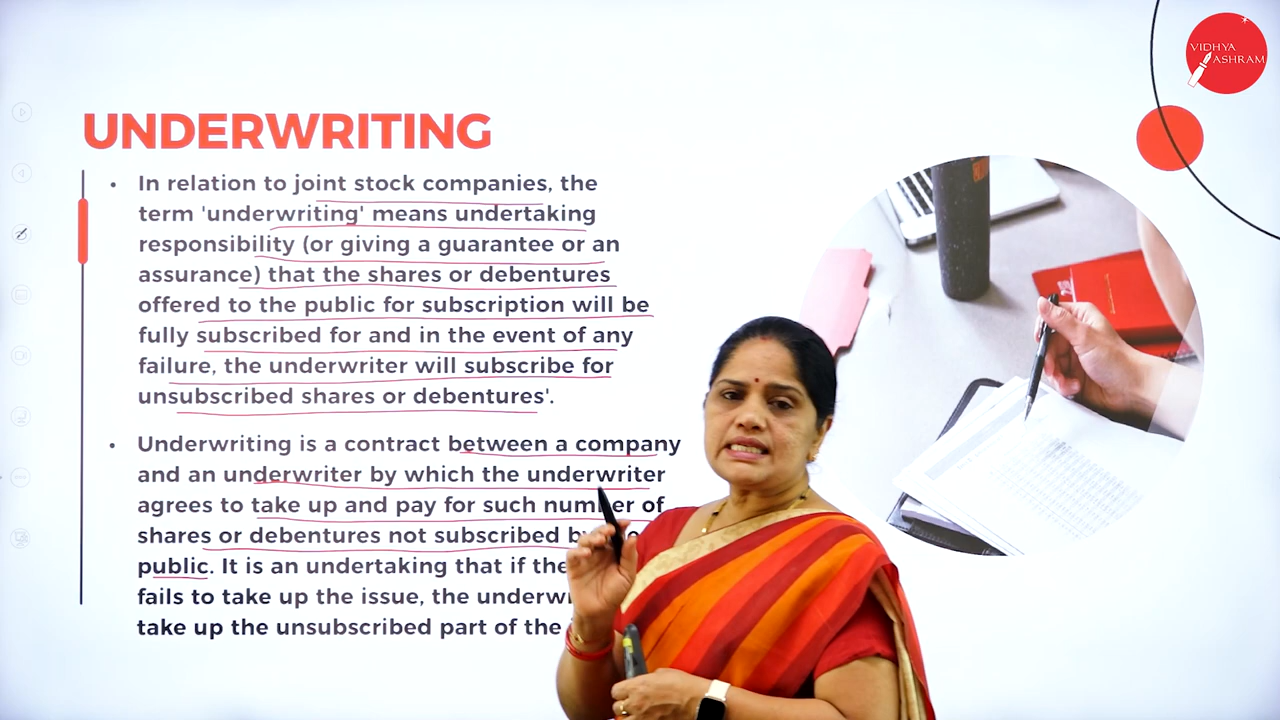 VIDHYA
ASHRAM
UNDERWRITING
• In relation to joint stock companies, the
term 'underwriting' means undertaking
responsibility (or giving a guarantee or an
assurance) that the shares or debentures
offered to the public for subscription will be
fully subscribed for and in the event of any
failure, the underwriter will subscribe for
unsubscribed shares or debentures'.
• Underwriting is a contract between a company
and an underwriter by which the underwriter
agrees to take up and pay for such number of
shares or debentures not subscribed
public. It is an undertaking that if the
fails to take up the issue, the
take up the unsubscribed part of the